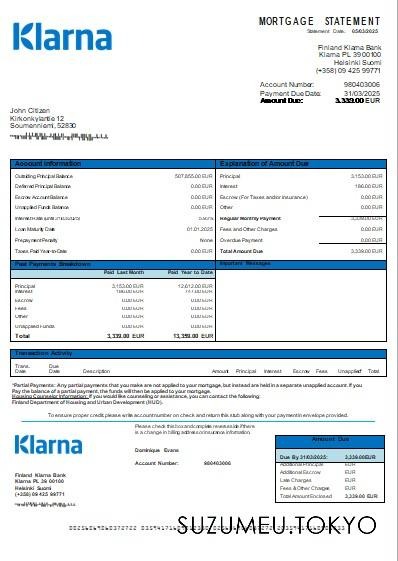 Klarna
MORTGAGE STATEMENT
Statement Date: 05/03/2025
Finland Klarna Bank
Klarna PL 39 00100
Helsinki Suomi
(+358) 09 425 99771
Account Number: 980403006
Payment Due Date: 31/03/2025
Amount Due: 3,339.00 EUR
John Citizen
Kirkonkylantie 12
Soumenniemi, 52830
Account Information
Outstanding Principal Balance 507,855.00 EUR
Deferred Principal Balance 0.00 EUR
Escrow Account Balance 0.00 EUR
Unapplied Funds Balance 0.00 EUR
Interest Rate (until 31/03/2025)
Loan Maturity Date 01.01.2025
Prepayment Penalty None
Taxes Paid Year-to-Date 0.00 EUR
Explanation of Amount Due
Principal 3,153.00 EUR
Interest 186.00 EUR
Escrow (For Taxes and/or Insurance) 0.00 EUR
Other 0.00 EUR
Regular Monthly Payment 3,339.00 EUR
Fees and Other Charges 0.00 EUR
Overdue Payment 0.00 EUR
Total Amount Due 3,339.00 EUR
Past Payments Breakdown
Paid Last Month Paid Year to Date
Principal 3,153.00 EUR 12,612.00 EUR
Interest 186.00 EUR
Escrow 0.00 EUR 0.00 EUR
Fees 0.00 EUR 0.00 EUR
Other 0.00 EUR 0.00 EUR
Unapplied Funds 0.00 EUR 0.00 EUR
Total 3,339.00 EUR 13,359.00 EUR
Important Messages
Transaction Activity
Trans. Date Due Date Description Amount Principal Interest Escrow Fees Unapplied Other Total
*Partial Payments: Any partial payments that you make are not applied to your mortgage, but instead are held in a separate unapplied account. If you
Pay the balance of a partial payment, the funds will then be applied to your mortgage.
Housing Counselor Information: If you would like counseling or assistance, you can contact the following:
Finland Department of Housing and Urban Development (HUD).
To ensure proper credit please write account number on check and return this stub along with your payment in envelope provided.
Klarna
Please check this box and complete reverse side if there
is a change in billing address or insurance information.
Dominique Evans
Account Number: 980403006
Finland Klarna Bank
Klarna PL 39 00100
Helsinki Suomi
(+358) 09 425 99771
Amount Due
Due By 31/03/2025: 3,339.00EUR
Additional Principal EUR
Additional Escrow EUR
Late Charges EUR
Fees & Other Charges EUR
Total Amount Enclosed 3,339.00 EUR
SUZUMEU.TOKYO